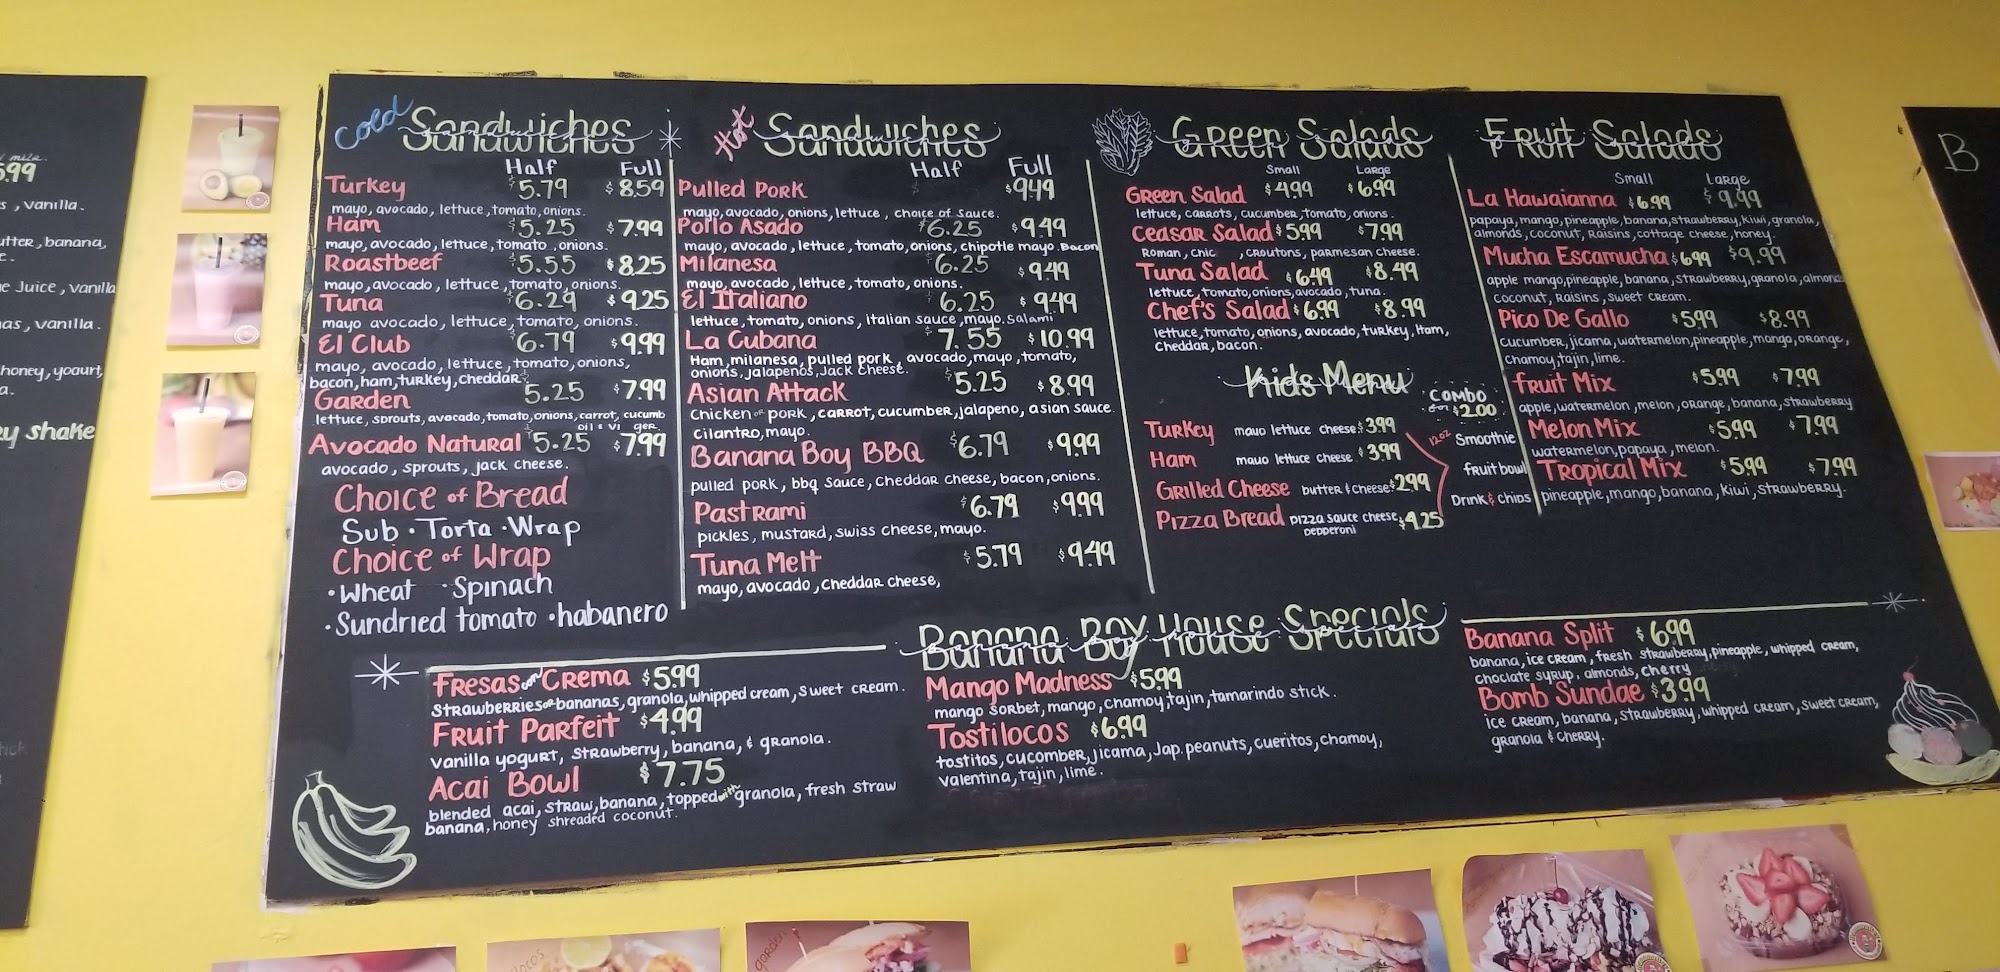 5.99
s, vanilla.
banana,
Juice, vanilla
as, vanilla.
honey, yogurt,
a.
shake
Cold Sandwiches
Half Full
Turkey $5.79 $8.59
mayo, avocado, lettuce, tomato, onions.
Ham $5.25 $7.99
mayo, avocado, lettuce, tomato, onions.
Roastbeef $5.55 $8.25
mayo, avocado, lettuce, tomato, onions.
Tuna $6.29 $9.25
mayo avocado, lettuce, tomato, onions.
El Club $6.79 $9.99
mayo, avocado, lettuce, tomato, onions,
bacon, ham, turkey, cheddar.
Garden 5.25 $7.99
lettuce, sprouts, avocado, tomato, onions, carrot, cucumb
oil & vi ger.
Avocado Natural $5.25 $7.99
avocado, sprouts, jack cheese.
Choice of Bread
Sub · Torta · Wrap
Choice of Wrap
· Wheat · Spinach
· Sundried tomato · habanero
Hot Sandwiches
Half Full
Pulled Pork $ $9.49
mayo, avocado, onions, lettuce, choice of sauce.
Pollo Asado $6.25 $9.49
mayo, avocado, lettuce, tomato, onions, chipotle mayo. Bacon
Milanesa $6.25 $9.49
mayo, avocado, lettuce, tomato, onions.
El Italiano $6.25 $9.49
lettuce, tomato, onions, italian sauce, mayo. salami
La Cubana $7.55 $10.99
Ham, milanesa, pulled pork, avocado, mayo, tomato,
onions, jalapenos, Jack Cheese.
Asian Attack $5.25 $8.99
Chicken or pork, carrot, cucumber, jalapeno, asian sauce.
cilantro, mayo.
Banana Boy BBQ $6.79 $9.99
pulled pork, bbq sauce, cheddar cheese, bacon, onions.
Pastrami $6.79 $9.99
pickles, mustard, swiss cheese, mayo.
Tuna Melt $5.79 $9.49
mayo, avocado, Cheddar cheese,
Green Salads
Small Large
Green Salad $4.99 $6.99
lettuce, carrots, cucumber, tomato, onions.
Ceasar Salad $5.99 $7.99
Roman, chic , croutons, parmesan cheese.
Tuna Salad $6.49 $8.49
lettuce, tomato, onions, avocado, tuna.
Chef's Salad $6.99 $8.99
lettuce, tomato, onions, avocado, turkey, Ham,
Cheddar, bacon.
Kids Menu
Combo
for $2.00
Turkey mayo lettuce cheese $3.99
Ham mayo lettuce cheese $3.99
Grilled Cheese butter & cheese $2.99
Pizza Bread pizza sauce cheese, $4.25
pepperoni
12oz Smoothie
fruit bowl
Drink & chips
Fruit Salads
Small Large
La Hawaianna $6.99 $9.99
papaya, mango, pineapple, banana, strawberry, kiwi, granola,
almonds, coconut, Raisins, cottage cheese, honey.
Mucha Escamucha $6.99 $9.99
apple mango, pineapple, banana, strawberry, granola, almonds
coconut, Raisins, sweet cream.
Pico De Gallo $5.99 $8.99
cucumber, jicama, watermelon, pineapple, mango, orange,
chamoy, tajin, lime.
fruit Mix $5.99 $7.99
apple, watermelon, melon, orange, banana, strawberry
Melon Mix $5.99 $7.99
watermelon, papaya, melon.
Tropical Mix $5.99 $7.99
pineapple, mango, banana, kiwi, strawberry.
Banana Boy House Specials
Fresas con Crema $5.99
Strawberries or bananas, granola, whipped cream, sweet cream.
Fruit Parfeit $4.99
vanilla yogurt, strawberry, banana, & granola.
Acai Bowl $7.75
blended acai, straw, banana, topped with granola, fresh straw
banana, honey shreaded coconut.
Mango Madness $5.99
mango sorbet, mango, chamoy, tajin, tamarindo stick.
Tostilocos $6.99
tostitos, cucomber, jicama, Jap. peanuts, cueritos, chamoy,
valentina, tajin, lime.
Banana Split $6.99
banana, ice cream, fresh strawberry, pineapple, whipped cream,
choclate syrup, almonds, cherry
Bomb Sundae $3.99
ice cream, banana, strawberry, whipped cream, sweet cream,
granola & cherry.
B
garden